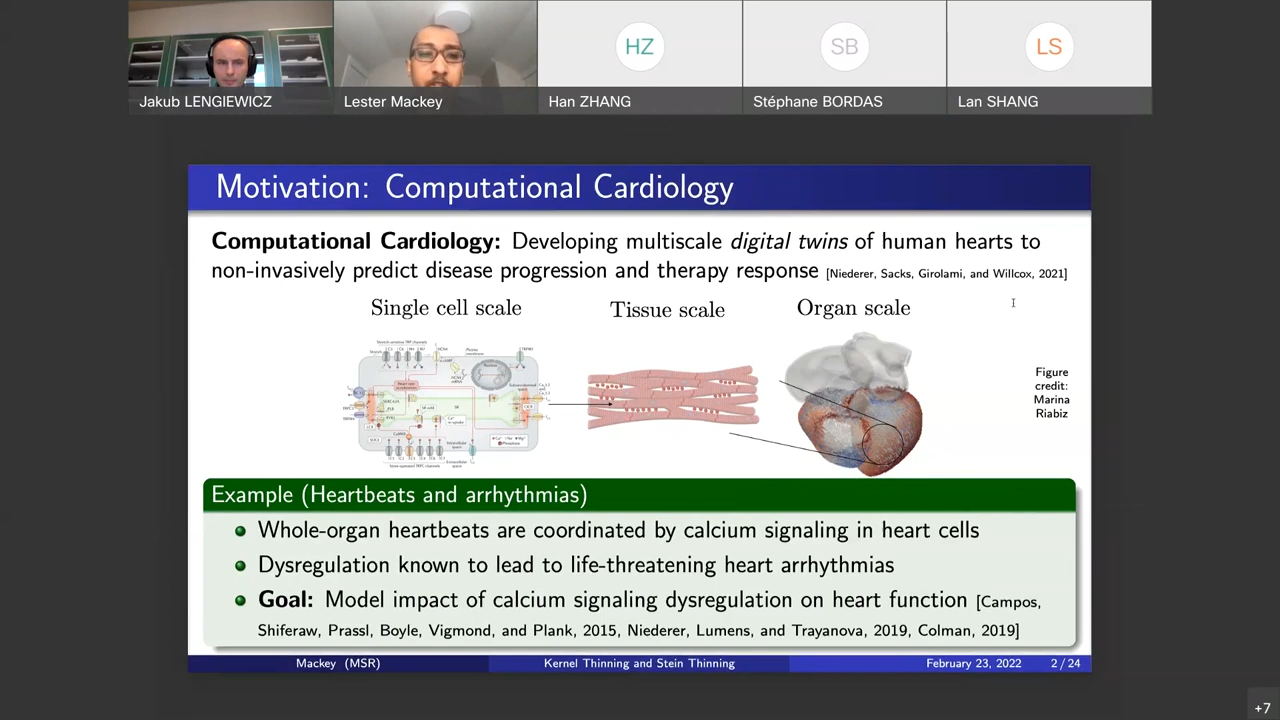 HZ
SB
LS
Jakub LENGIEWICZ
Lester Mackey
Han ZHANG
Stéphane BORDAS
Lan SHANG
Motivation: Computational Cardiology
Computational Cardiology: Developing multiscale digital twins of human hearts to
non-invasively predict disease progression and therapy response [Niederer, Sacks, Girolami, and Willcox, 2021]
Single cell scale
Tissue scale
Organ scale
Figure
credit:
Marina
Riabiz
Example (Heartbeats and arrhythmias)
Whole-organ heartbeats are coordinated by calcium signaling in heart cells
Dysregulation known to lead to life-threatening heart arrhythmias
Goal: Model impact of calcium signaling dysregulation on heart function [Campos,
Shiferaw, Prassl, Boyle, Vigmond, and Plank, 2015, Niederer, Lumens, and Trayanova, 2019, Colman, 2019]
Mackey (MSR)
Kernel Thinning and Stein Thinning
February 23, 2022
2 / 24
+7